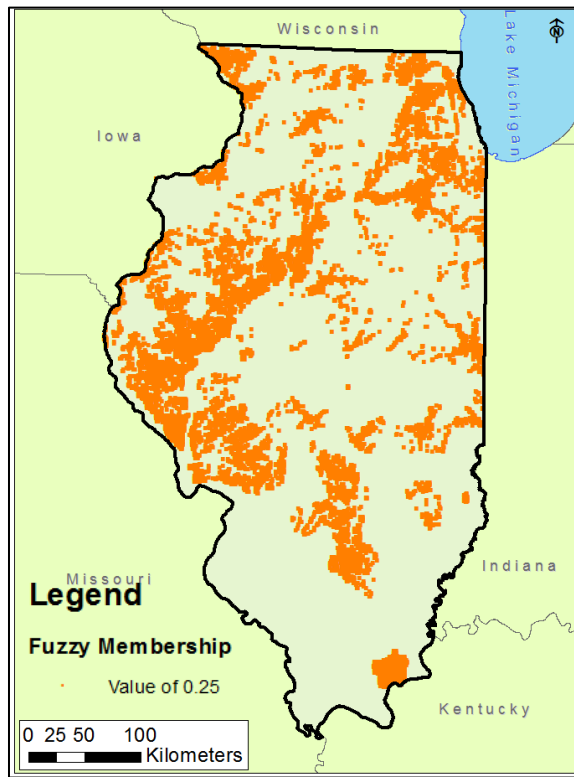 Wisconsin
Lake Michigan
N
Iowa
Indiana
Missouri
Legend
Fuzzy Membership
Value of 0.25
Kentucky
0 25 50 100
Kilometers